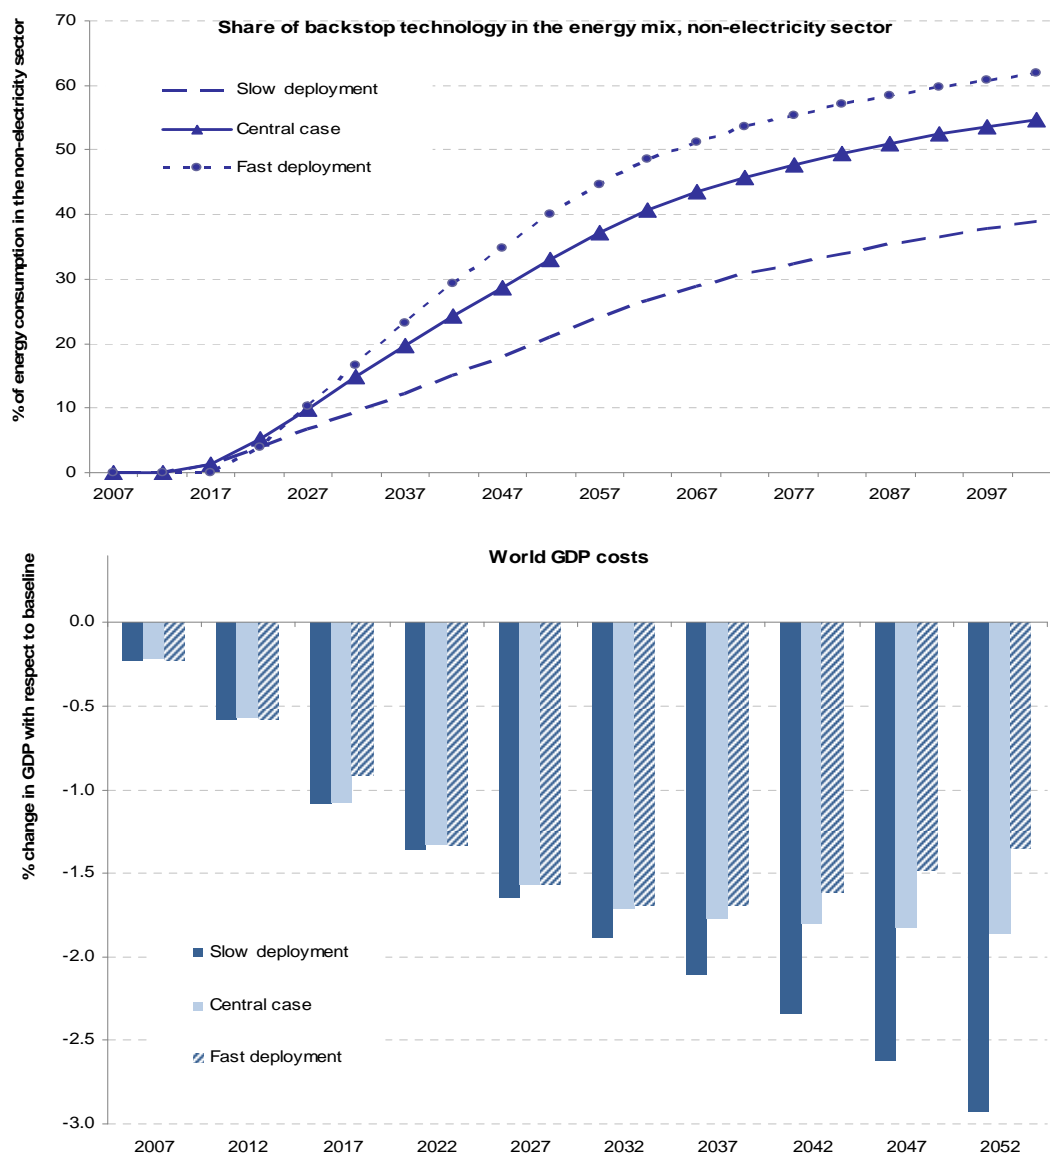 Share of backstop technology in the energy mix, non-electricity sector
% of energy consumption in the non-electricity sector
70
60
50
40
30
20
10
0
Slow deployment
Central case
Fast deployment
2007 2017 2027 2037 2047 2057 2067 2077 2087 2097
World GDP costs
% change in GDP with respect to baseline
0.0
-0.5
-1.0
-1.5
-2.0
-2.5
-3.0
Slow deployment
Central case
Fast deployment
2007 2012 2017 2022 2027 2032 2037 2042 2047 2052